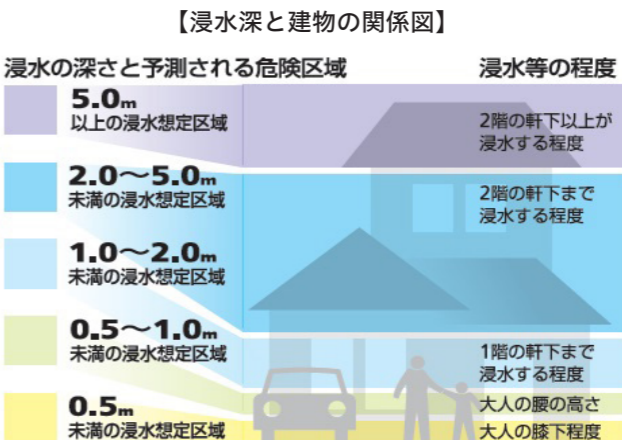 【浸水深と建物の関係図】
浸水の深さと予測される危険区域
浸水等の程度
5.0m
以上の浸水想定区域
2階の軒下以上が
浸水する程度
2.0～5.0m
未満の浸水想定区域
2階の軒下まで
浸水する程度
1.0～2.0m
未満の浸水想定区域
0.5～1.0m
未満の浸水想定区域
1階の軒下まで
浸水する程度
大人の腰の高さ
0.5m
未満の浸水想定区域
大人の膝下程度